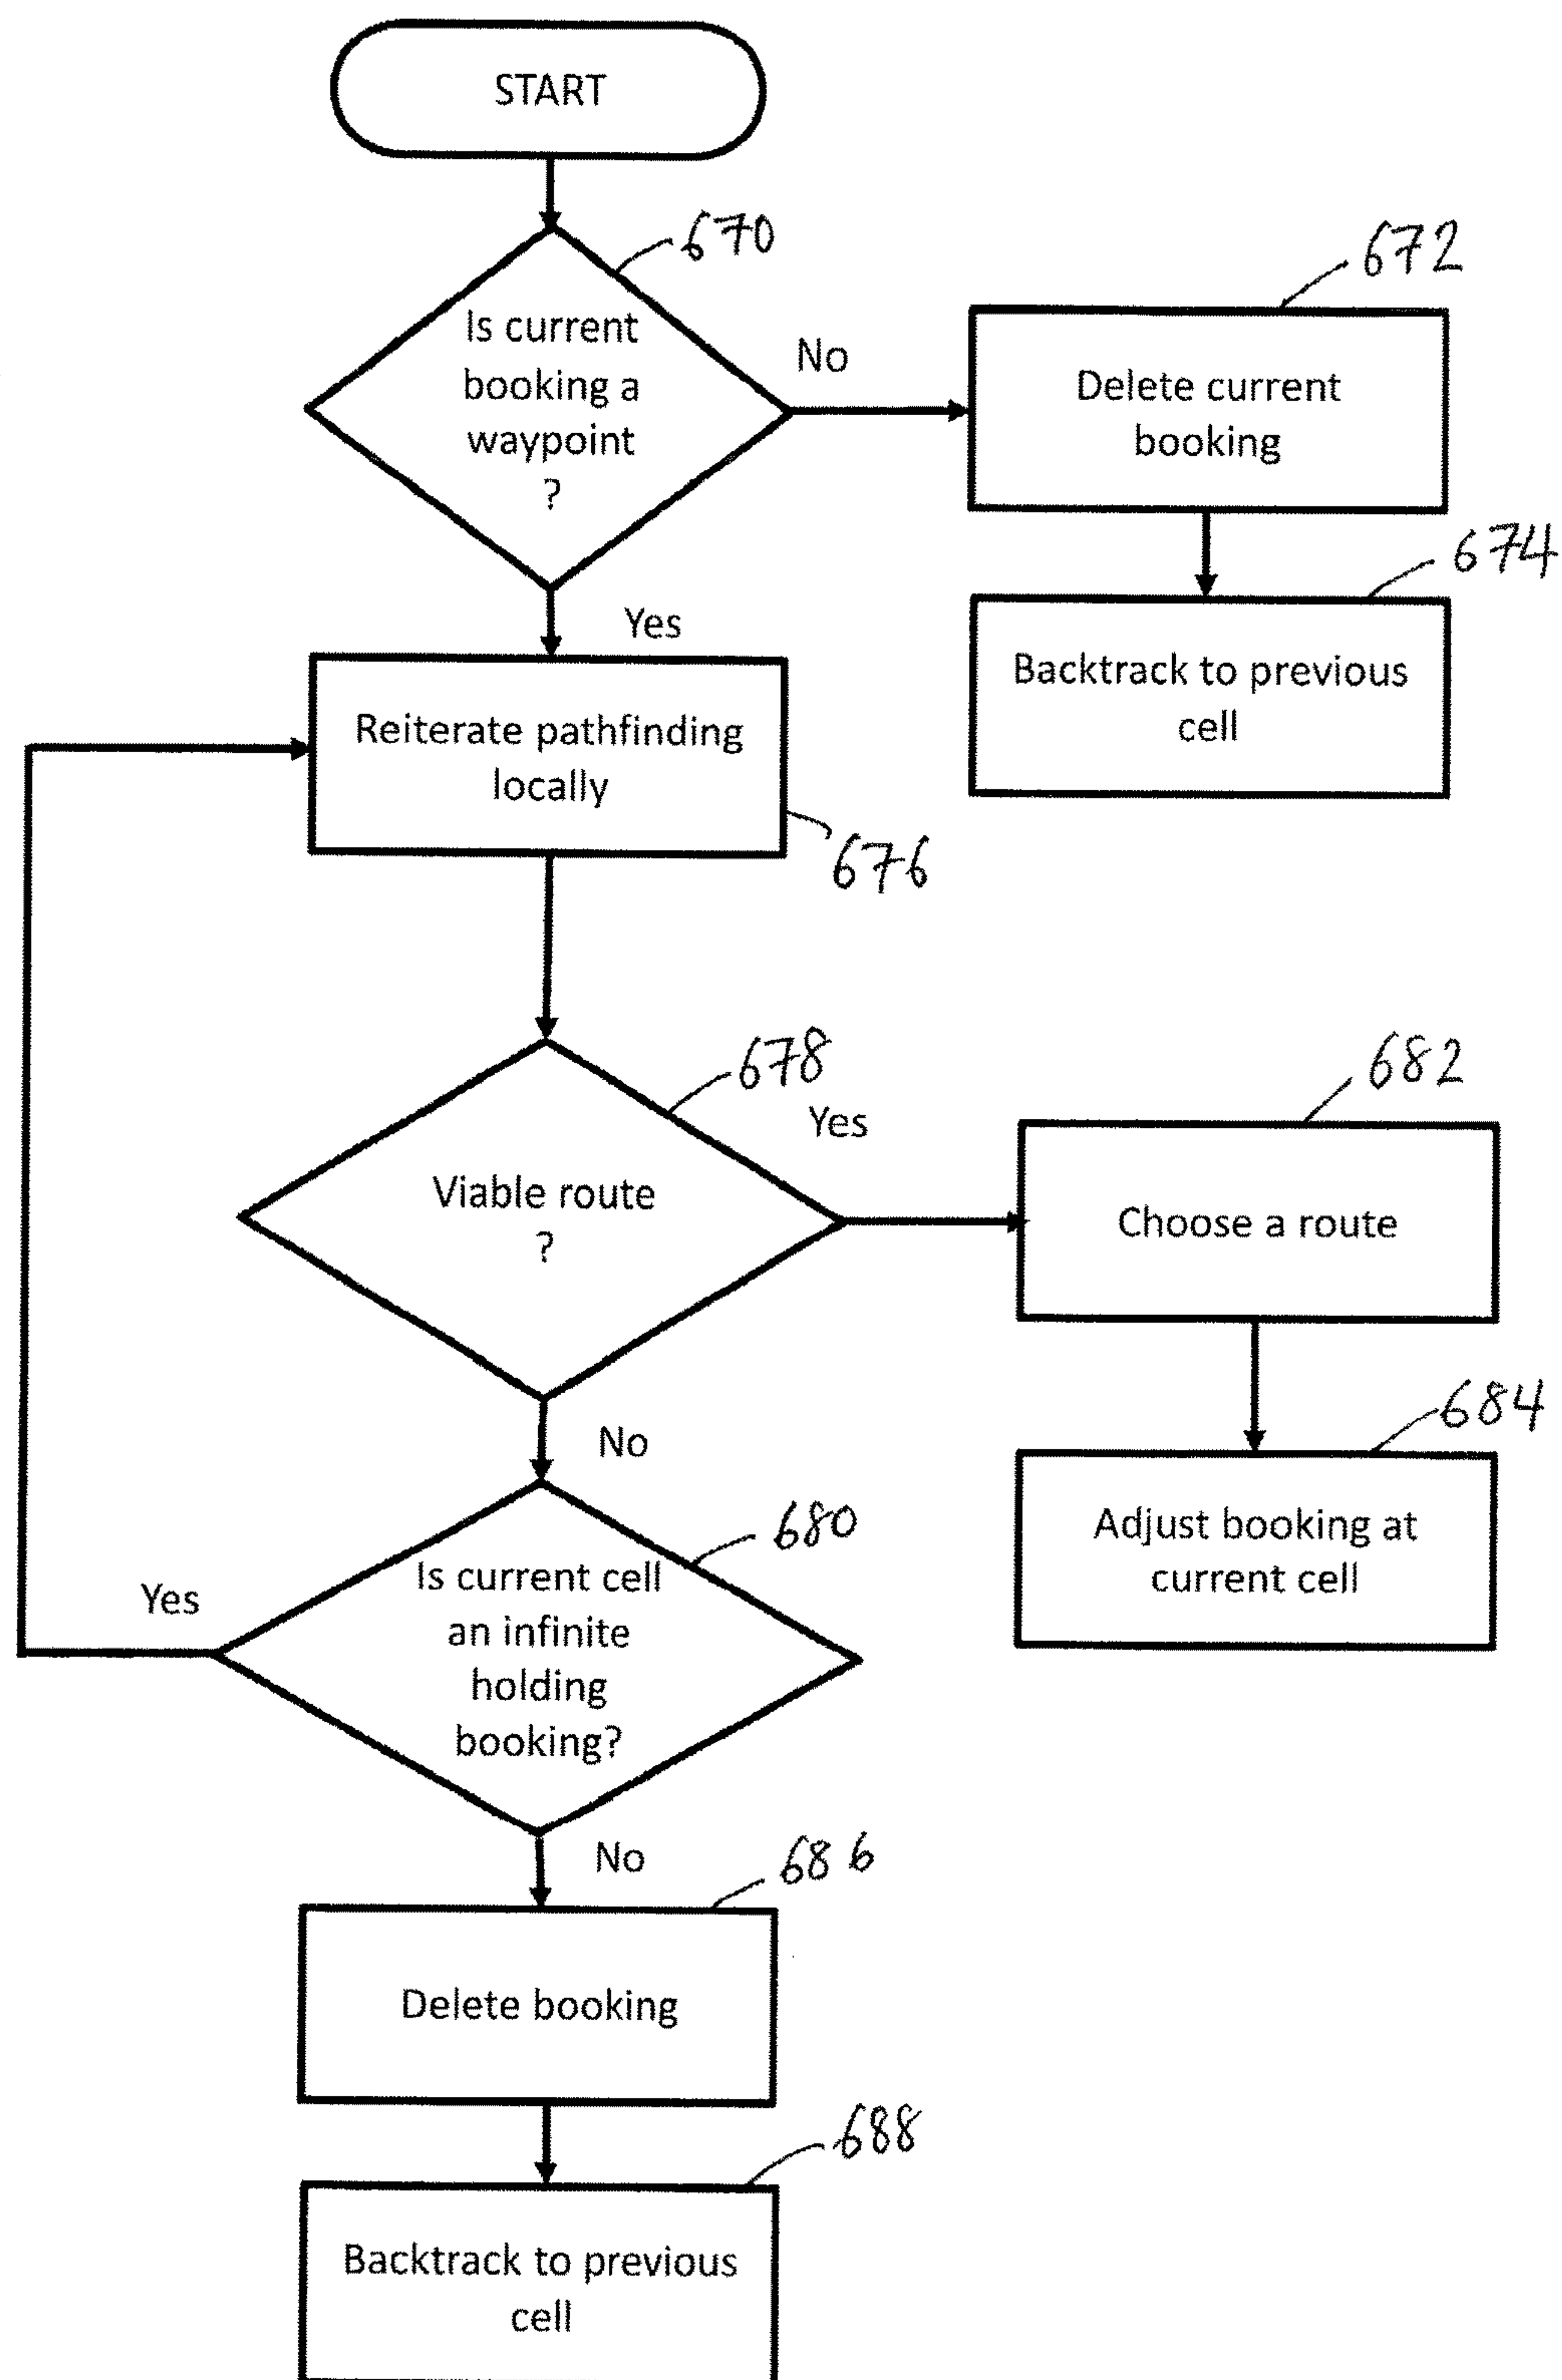 START
670
Is current
booking a
waypoint
?
No
672
Delete current
booking
674
Backtrack to previous
cell
Yes
Reiterate pathfinding
locally
676
678
Viable route
?
Yes
682
Choose a route
684
Adjust booking at
current cell
No
680
Is current cell
an infinite
holding
booking?
Yes
No
686
Delete booking
688
Backtrack to previous
cell